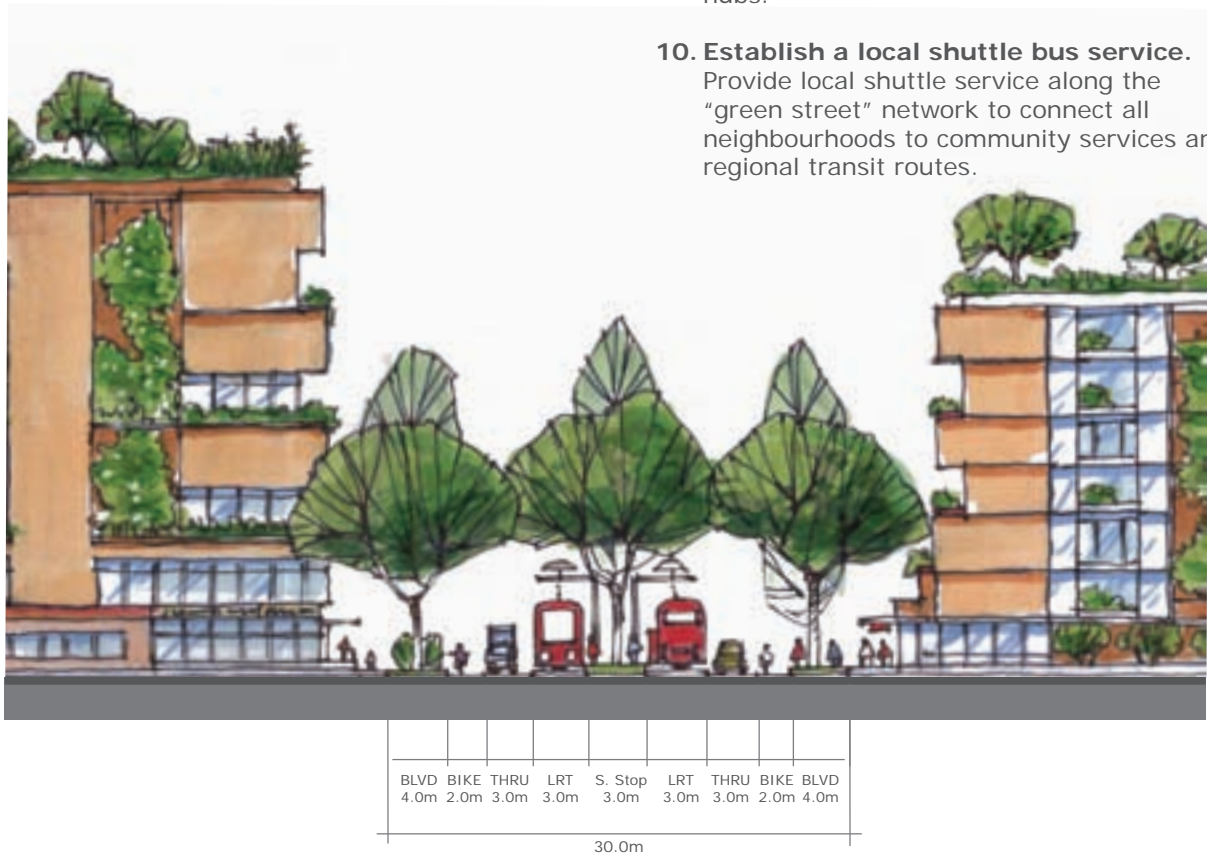 10. Establish a local shuttle bus service.
Provide local shuttle service along the
“green street” network to connect all
neighbourhoods to community services
regional transit routes.
BLVD BIKE THRU LRT S. Stop LRT THRU BIKE BLVD
4.0m 2.0m 3.0m 3.0m 3.0m 3.0m 3.0m 2.0m 4.0m
30.0m